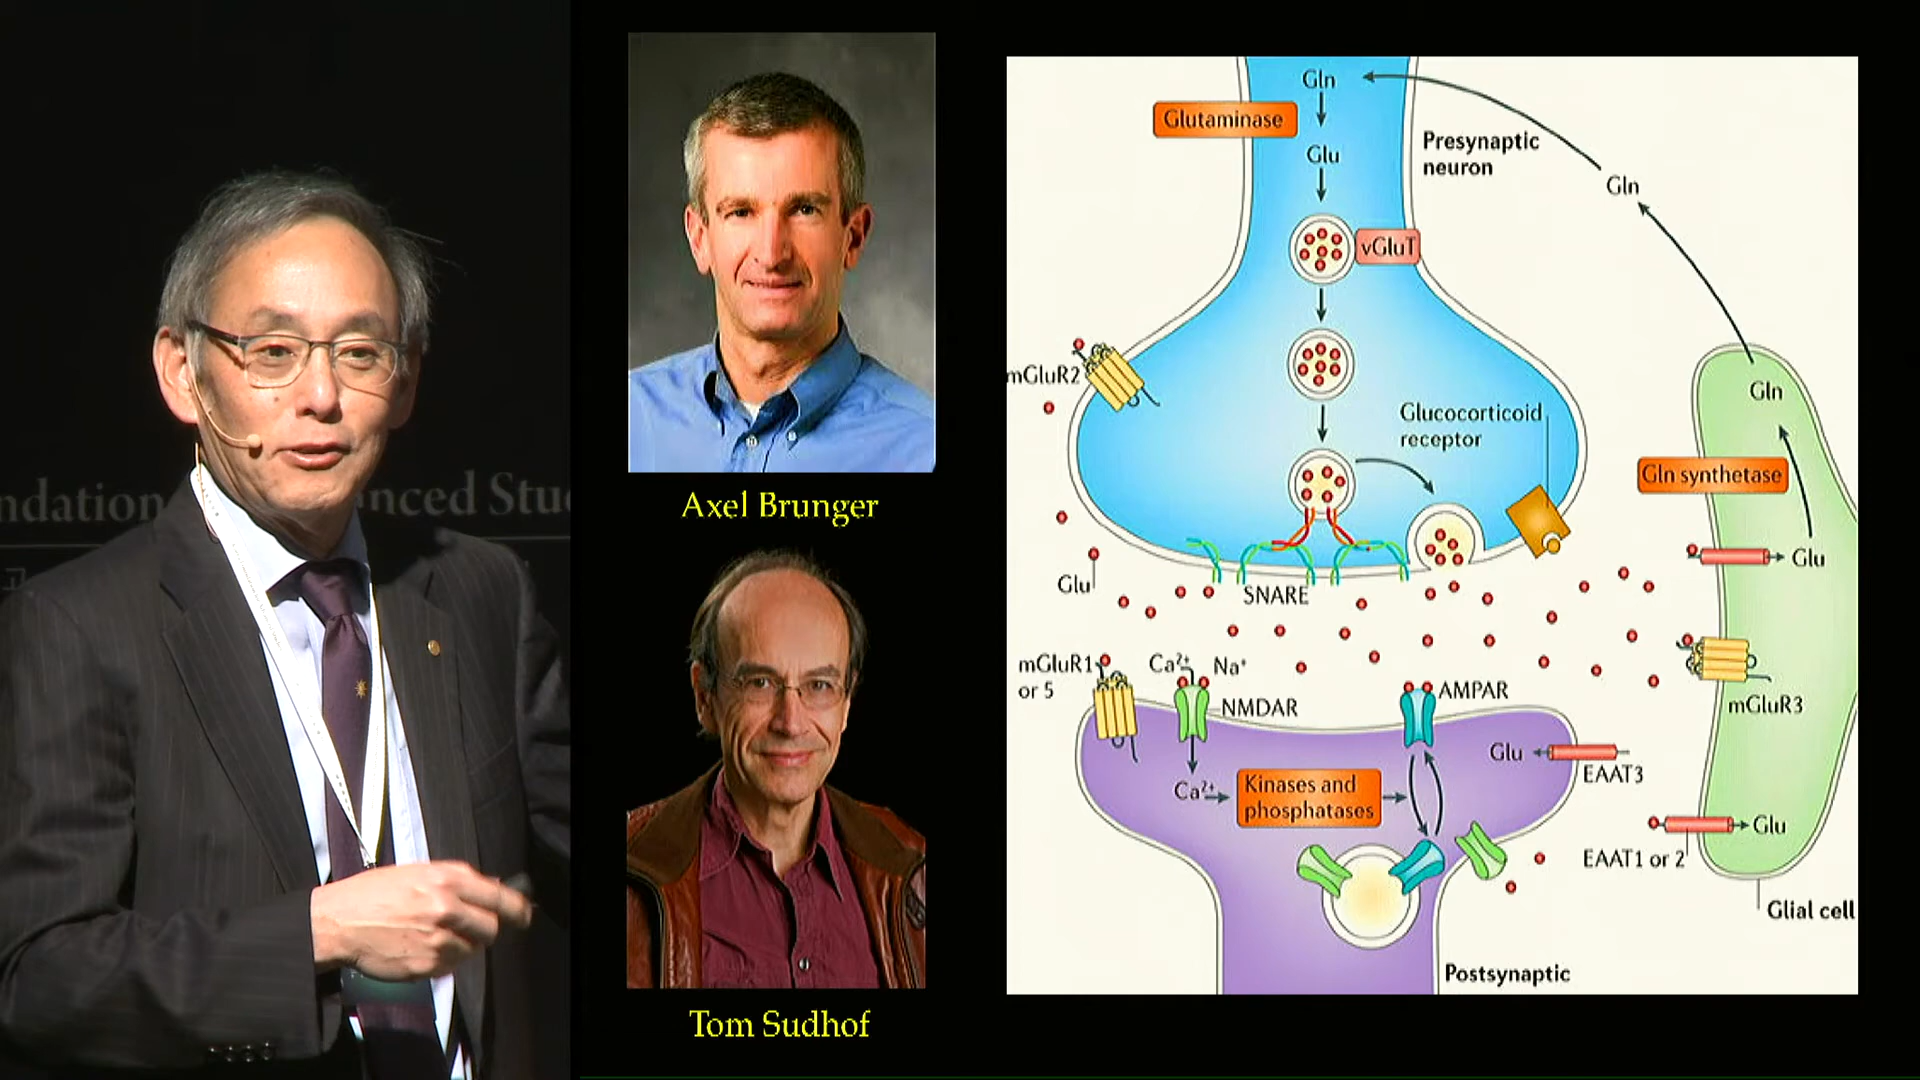 ndation
nced Stu
Axel Brunger
Tom Sudhof
Gln
Glutaminase
Presynaptic
neuron
Glu
Gln
vGluT
mGluR2
Glucocorticoid
receptor
Gln
Gln synthetase
Glu
Glu
SNARE
mGluR1
or 5
Ca²⁺
Na⁺
NMDAR
AMPAR
mGluR3
Glu
EAAT3
Ca²⁺
Kinases and
phosphatases
Glu
EAAT1 or 2
Glial cell
Postsynaptic